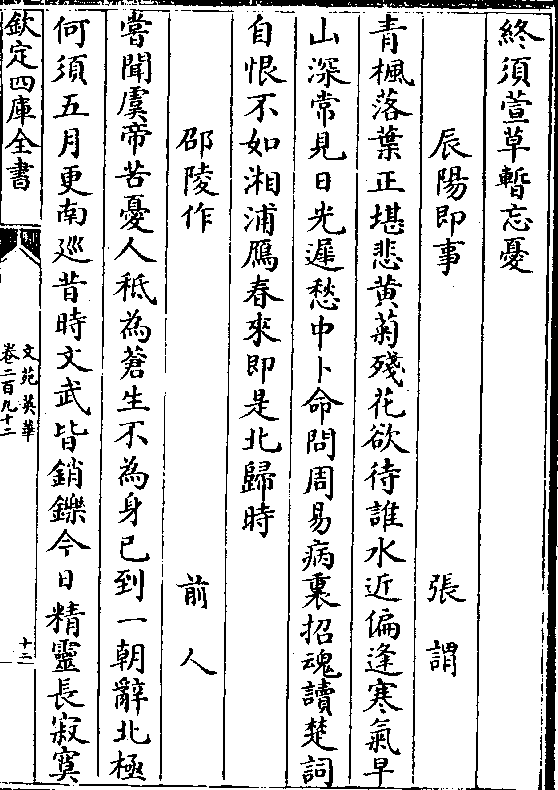 終須萱草暫忘憂
辰陽即事 張謂
青楓落葉正堪悲黄菊殘花欲待誰水近偏逢寒氣早
山深常見日光遲愁中卜命問周易病裏招魂讀楚詞
自恨不如湘浦鴈春來即是北歸時
邵陵作 前人
嘗聞虞帝苦憂人秪為蒼生不為身已到一朝辭北極
何須五月更南廵昔時文武皆銷鑠今日精靈長寂寞
欽定四庫全書
文苑英華
卷二百九十二
十二